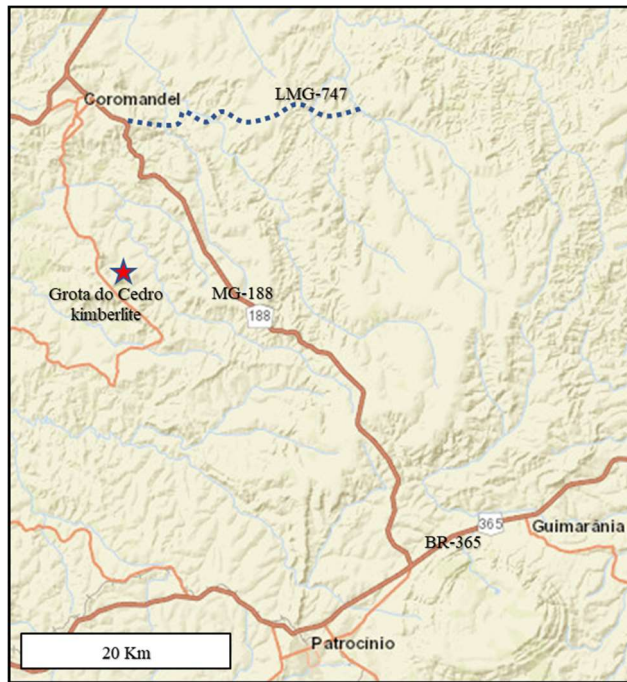 LMG-747
Coromandel
Grota do Cedro
kimberlite
MG-188
188
365
Guimarânia
BR-365
Patrocínio
20 Km